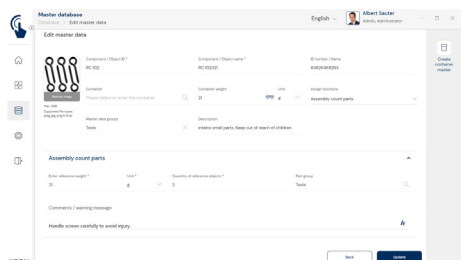 Master database
Database > Edit master data
English
Albert Sauter
Admin, Administrator
Edit master data
Create container master
Component / Object ID *
RC 102
Component / Object name *
RC 102331
ID number / Name
Container
Please select or enter the container
Container weight
21
Unit
g
Assign functions
Assembly count parts
Master data groups
Tools
Description
intains small parts. Keep out of reach of children.
Assembly count parts
Enter reference weight *
21
Unit *
g
Quantity of reference objects *
3
Part group
Tools
Comments / warning message
Handle screws carefully to avoid injury.
Back
Update